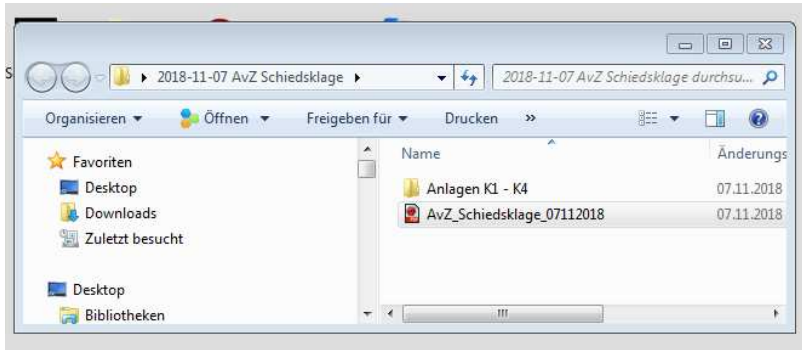 S
2018-11-07 AvZ Schiedsklage
2018-11-07 AvZ Schiedsklage durchsu...
Organisieren
Öffnen
Freigeben für
Drucken
»
Favoriten
Desktop
Downloads
Zuletzt besucht
Desktop
Bibliotheken
Name
Änderungs
Anlagen K1 - K4
07.11.2018
AvZ_Schiedsklage_07112018
07.11.2018